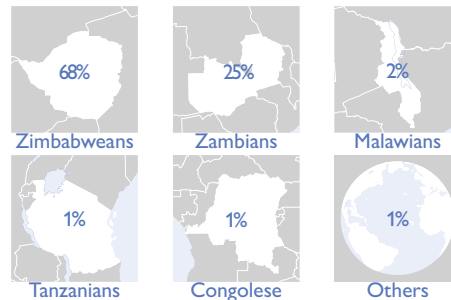 68%
25%
2%
Zimbabweans
Zambians
Malawians
1%
1%
1%
Tanzanians
Congolese
Others